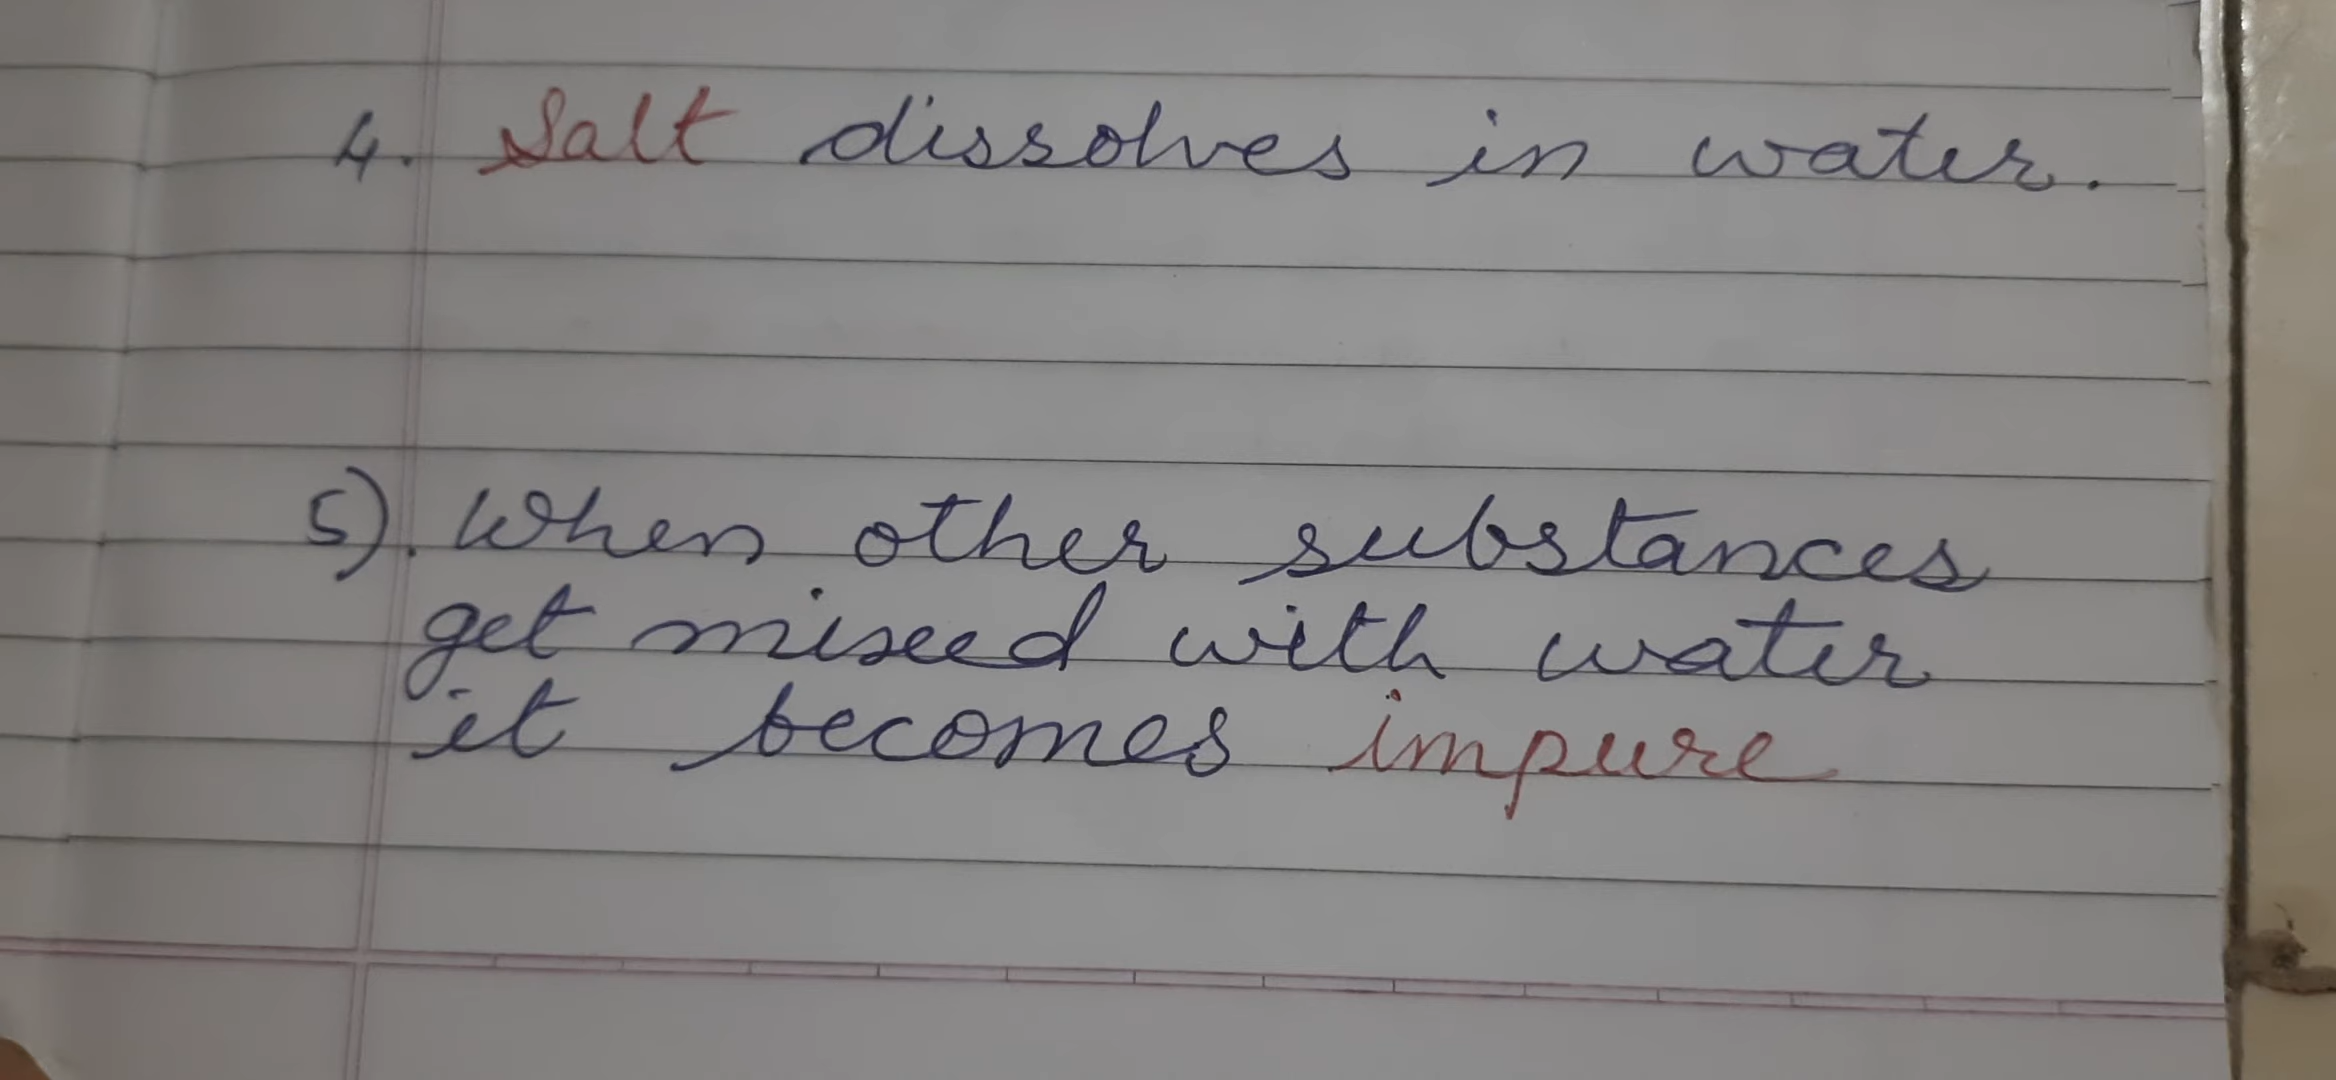 4. Salt dissolves in water.
5). When other substances
get mixed with water
it becomes impure